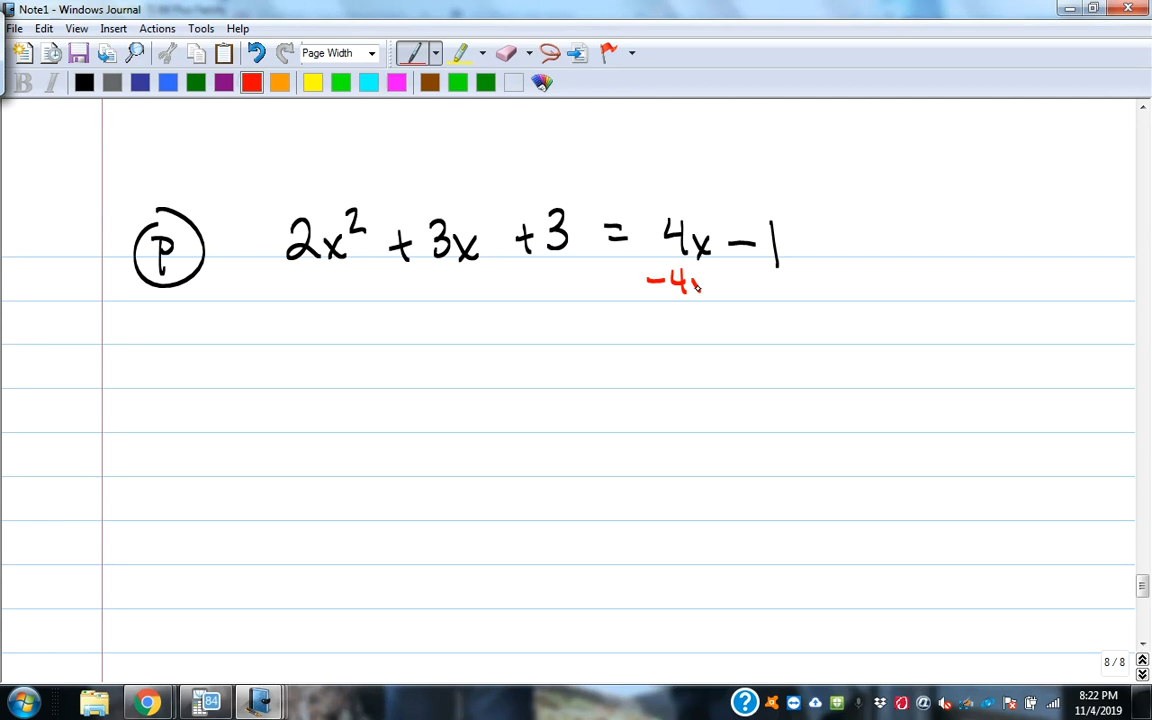 Note1 - Windows Journal
File Edit View Insert Actions Tools Help
Page Width
B I
P 2x² + 3x + 3 = 4x - 1
-4
8 / 8
84
8:22 PM
11/4/2019